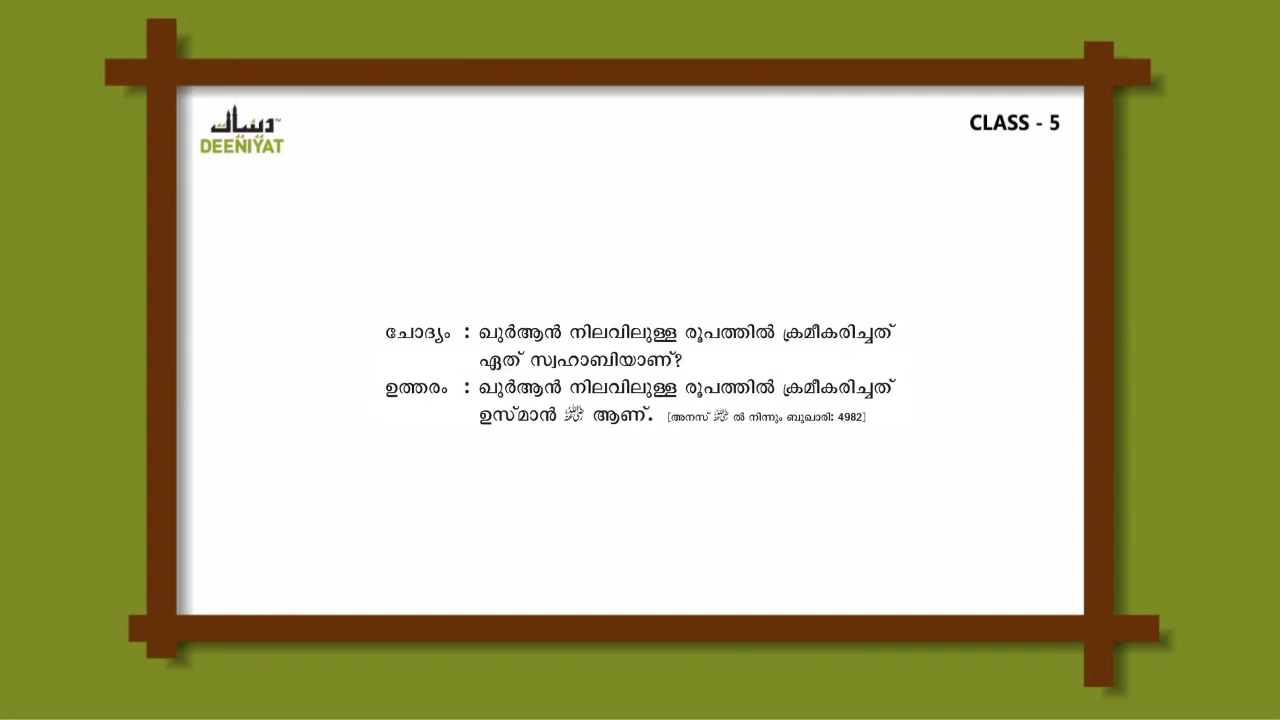 دينيات
DEENIYAT
CLASS - 5
ചോദ്യം : ഖുർആൻ നിലവിലുള്ള രൂപത്തിൽ ക്രമീകരിച്ചത്
ഏത് സ്വഹാബിയാണ്?
ഉത്തരം : ഖുർആൻ നിലവിലുള്ള രൂപത്തിൽ ക്രമീകരിച്ചത്
ഉസ്മാൻ ؓ ആണ്. [അനസ് ؓ ൽ നിന്നും ബുഖാരി: 4982]